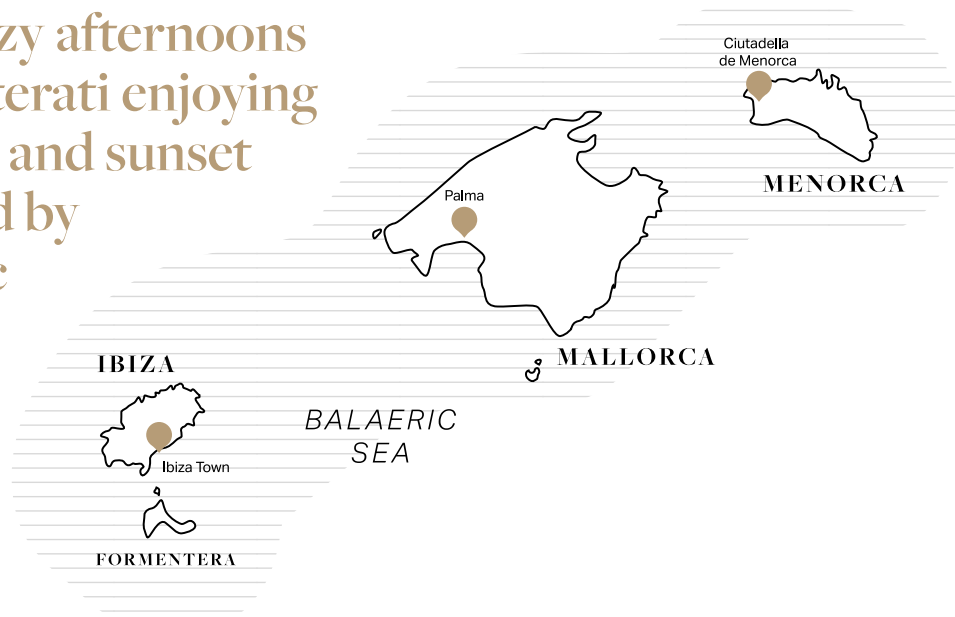 zy afternoons
terati enjoying
and sunset
d by
c
Ciutadella
de Menorca
MENORCA
Palma
MALLORCA
IBIZA
BALAERIC
SEA
Ibiza Town
FORMENTERA